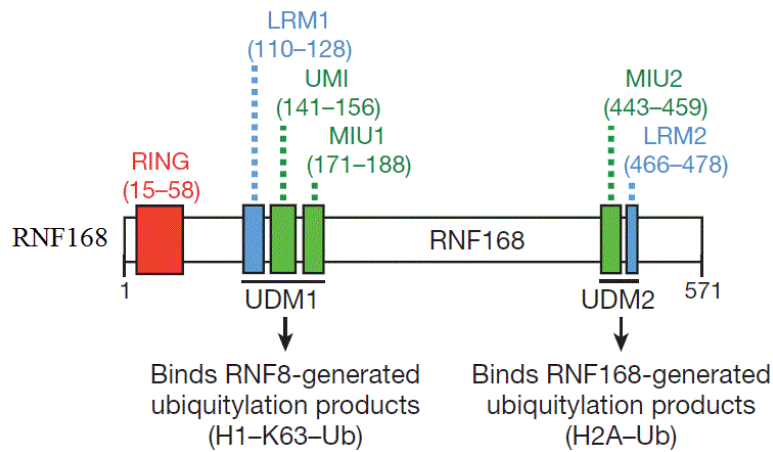 LRM1
(110–128)
UMI
(141–156)
MIU1
(171–188)
MIU2
(443–459)
LRM2
(466–478)
RING
(15–58)
RNF168
RNF168
1
571
UDM1
UDM2
Binds RNF8-generated
ubiquitylation products
(H1–K63–Ub)
Binds RNF168-generated
ubiquitylation products
(H2A–Ub)